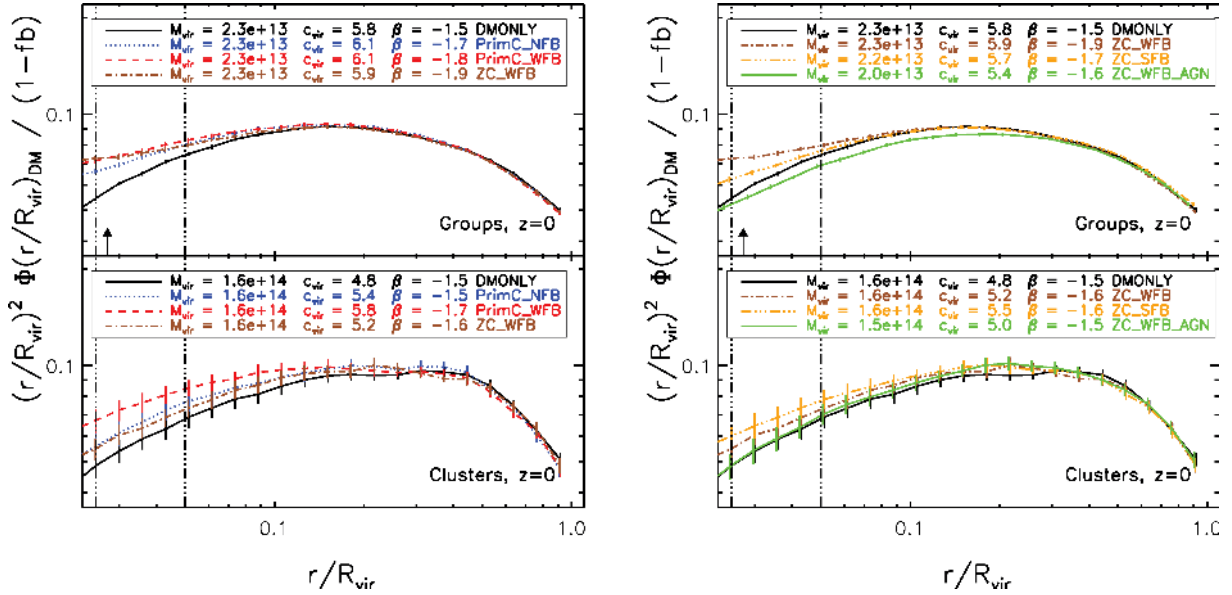 M_vir = 2.3e+13 c_vir = 5.8 β = −1.5 DMONLY
M_vir = 2.3e+13 c_vir = 6.1 β = −1.7 PrimC_NFB
M_vir = 2.3e+13 c_vir = 6.1 β = −1.8 PrimC_WFB
M_vir = 2.3e+13 c_vir = 5.9 β = −1.9 ZC_WFB
0.1
Groups, z=0
M_vir = 1.6e+14 c_vir = 4.8 β = −1.5 DMONLY
M_vir = 1.6e+14 c_vir = 5.4 β = −1.5 PrimC_NFB
M_vir = 1.6e+14 c_vir = 5.8 β = −1.7 PrimC_WFB
M_vir = 1.6e+14 c_vir = 5.2 β = −1.6 ZC_WFB
0.1
Clusters, z=0
0.1 1.0
r/R_vir
(r/R_vir)² Φ(r/R_vir)_DM / (1−fb)
M_vir = 2.3e+13 c_vir = 5.8 β = −1.5 DMONLY
M_vir = 2.3e+13 c_vir = 5.9 β = −1.9 ZC_WFB
M_vir = 2.2e+13 c_vir = 5.7 β = −1.7 ZC_SFB
M_vir = 2.0e+13 c_vir = 5.4 β = −1.6 ZC_WFB_AGN
0.1
Groups, z=0
M_vir = 1.6e+14 c_vir = 4.8 β = −1.5 DMONLY
M_vir = 1.6e+14 c_vir = 5.2 β = −1.6 ZC_WFB
M_vir = 1.6e+14 c_vir = 5.5 β = −1.6 ZC_SFB
M_vir = 1.5e+14 c_vir = 5.0 β = −1.5 ZC_WFB_AGN
0.1
Clusters, z=0
0.1 1.0
r/R_vir
(r/R_vir)² Φ(r/R_vir)_DM / (1−fb)